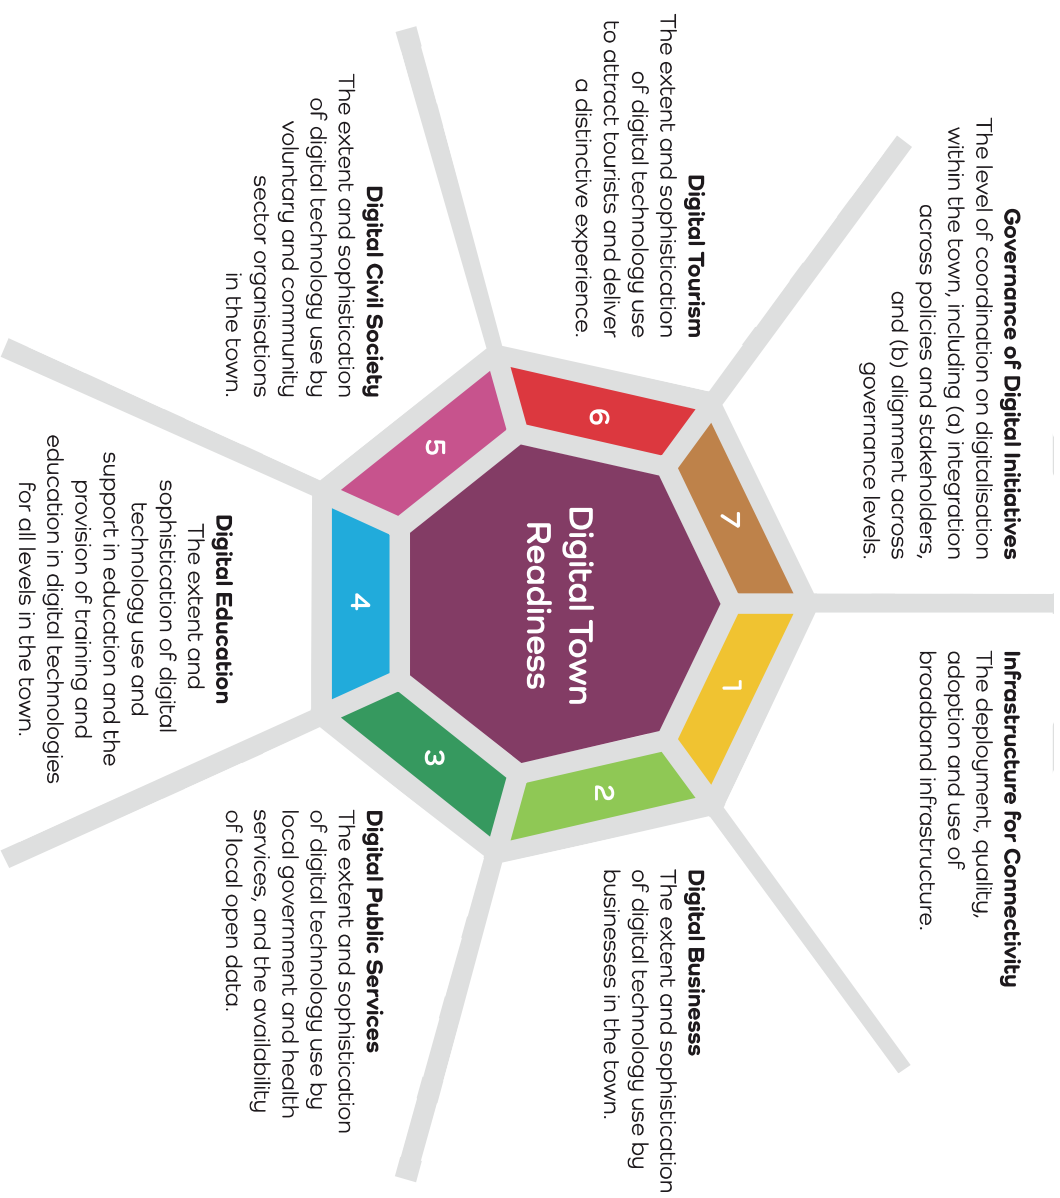 Digital Town
Readiness
1
Infrastructure for Connectivity
The deployment, quality,
adoption and use of
broadband infrastructure.
2
Digital Businesss
The extent and sophistication
of digital technology use by
businesses in the town.
3
Digital Public Services
The extent and sophistication
of digital technology use by
local government and health
services, and the availability
of local open data.
4
Digital Education
The extent and
sophistication of digital
technology use and
support in education and the
provision of training and
education in digital technologies
for all levels in the town.
5
Digital Civil Society
The extent and sophistication
of digital technology use by
voluntary and community
sector organisations
in the town.
6
Digital Tourism
The extent and sophistication
of digital technology use
to attract tourists and deliver
a distinctive experience.
7
Governance of Digital Initiatives
The level of coordination on digitalisation
within the town, including (a) integration
across policies and stakeholders,
and (b) alignment across
governance levels.